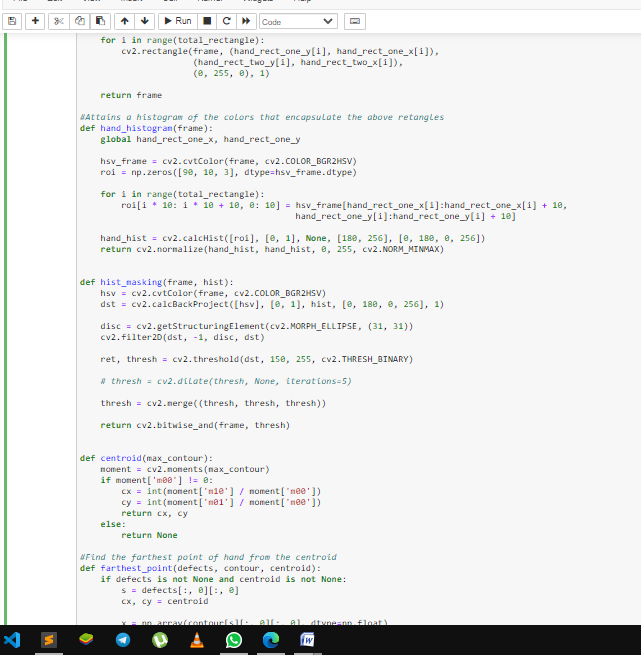 Run
Code
for i in range(total_rectangle):
cv2.rectangle(frame, (hand_rect_one_y[i], hand_rect_one_x[i]),
(hand_rect_two_y[i], hand_rect_two_x[i]),
(0, 255, 0), 1)
return frame
#Attains a histogram of the colors that encapsulate the above retangles
def hand_histogram(frame):
global hand_rect_one_x, hand_rect_one_y
hsv_frame = cv2.cvtColor(frame, cv2.COLOR_BGR2HSV)
roi = np.zeros([90, 10, 3], dtype=hsv_frame.dtype)
for i in range(total_rectangle):
roi[i * 10: i * 10 + 10, 0: 10] = hsv_frame[hand_rect_one_x[i]:hand_rect_one_x[i] + 10,
hand_rect_one_y[i]:hand_rect_one_y[i] + 10]
hand_hist = cv2.calcHist([roi], [0, 1], None, [180, 256], [0, 180, 0, 256])
return cv2.normalize(hand_hist, hand_hist, 0, 255, cv2.NORM_MINMAX)
def hist_masking(frame, hist):
hsv = cv2.cvtColor(frame, cv2.COLOR_BGR2HSV)
dst = cv2.calcBackProject([hsv], [0, 1], hist, [0, 180, 0, 256], 1)
disc = cv2.getStructuringElement(cv2.MORPH_ELLIPSE, (31, 31))
cv2.filter2D(dst, -1, disc, dst)
ret, thresh = cv2.threshold(dst, 150, 255, cv2.THRESH_BINARY)
# thresh = cv2.dilate(thresh, None, iterations=5)
thresh = cv2.merge((thresh, thresh, thresh))
return cv2.bitwise_and(frame, thresh)
def centroid(max_contour):
moment = cv2.moments(max_contour)
if moment['m00'] != 0:
cx = int(moment['m10'] / moment['m00'])
cy = int(moment['m01'] / moment['m00'])
return cx, cy
else:
return None
#Find the farthest point of hand from the centroid
def farthest_point(defects, contour, centroid):
if defects is not None and centroid is not None:
s = defects[:, 0][:, 0]
cx, cy = centroid
x = np.array(contour[s][:, 0][:, 0], dtype=np.float)